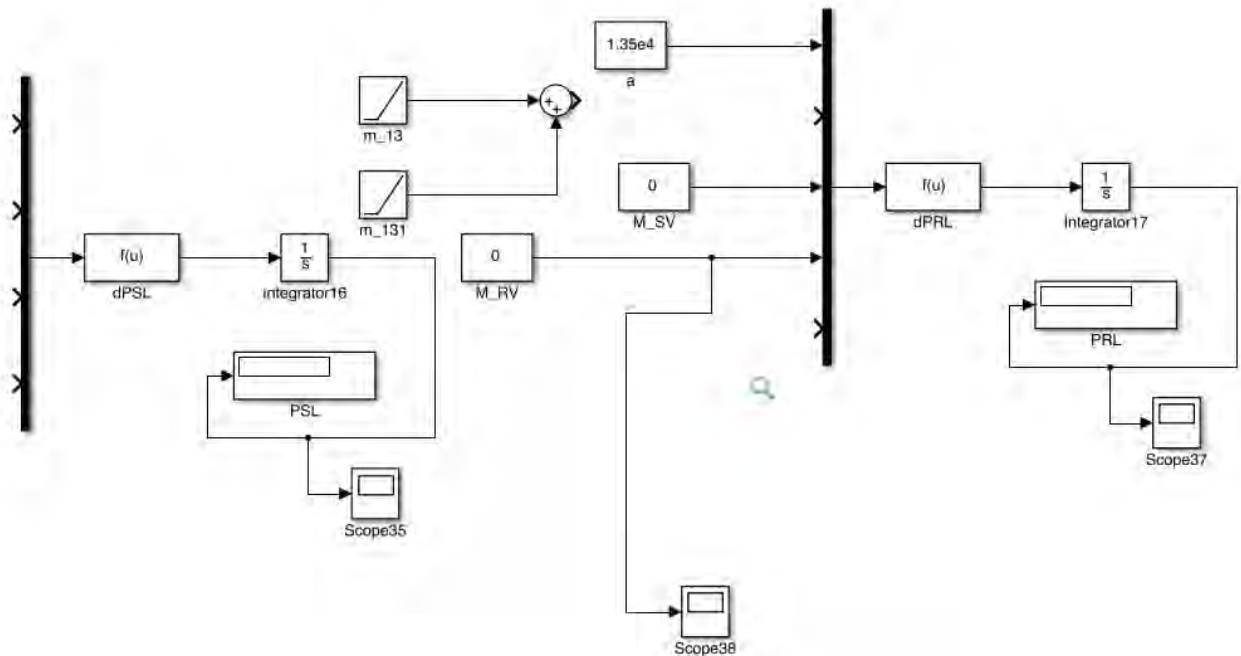 1.35e4
a
m_13
+
+
m_131
0
M_SV
f(u)
dPRL
1
s
integrator17
f(u)
dPSL
1
s
integrator16
0
M_RV
PRL
PSL
Scope37
Scope35
Scope38